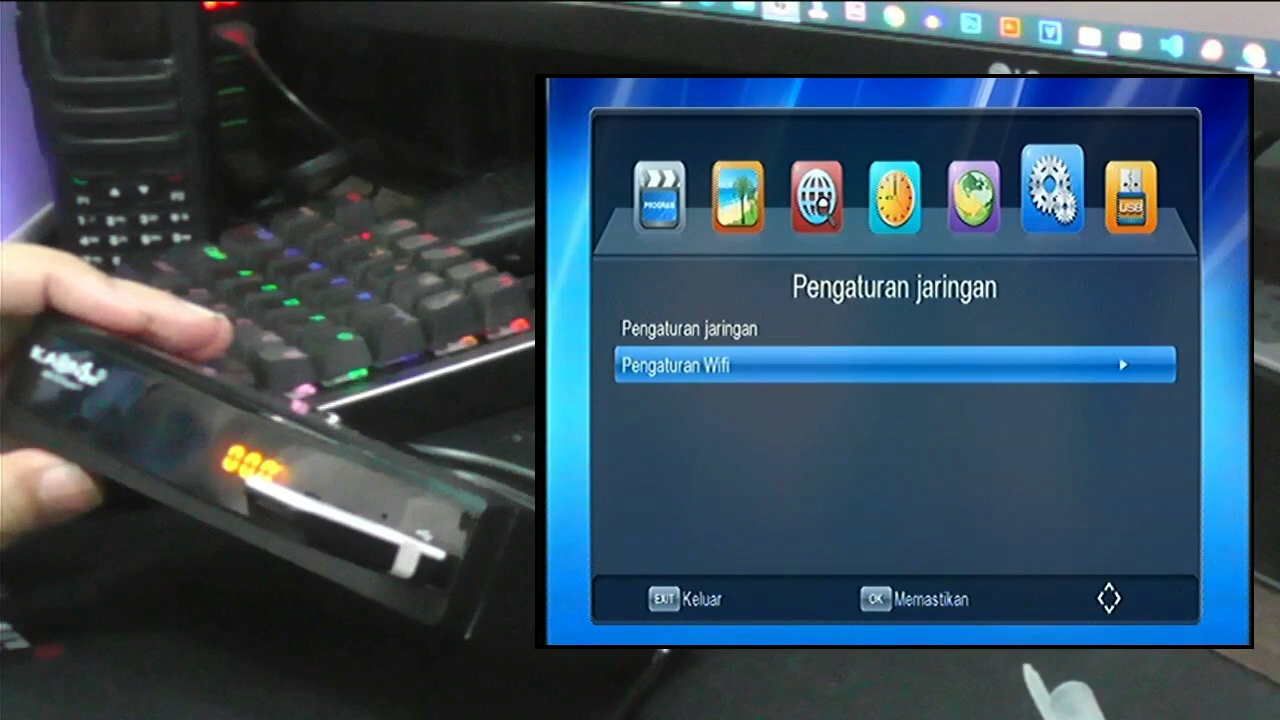 PROGRAM
USB
Pengaturan jaringan
Pengaturan jaringan
Pengaturan Wifi
EXIT Keluar
OK Memastikan